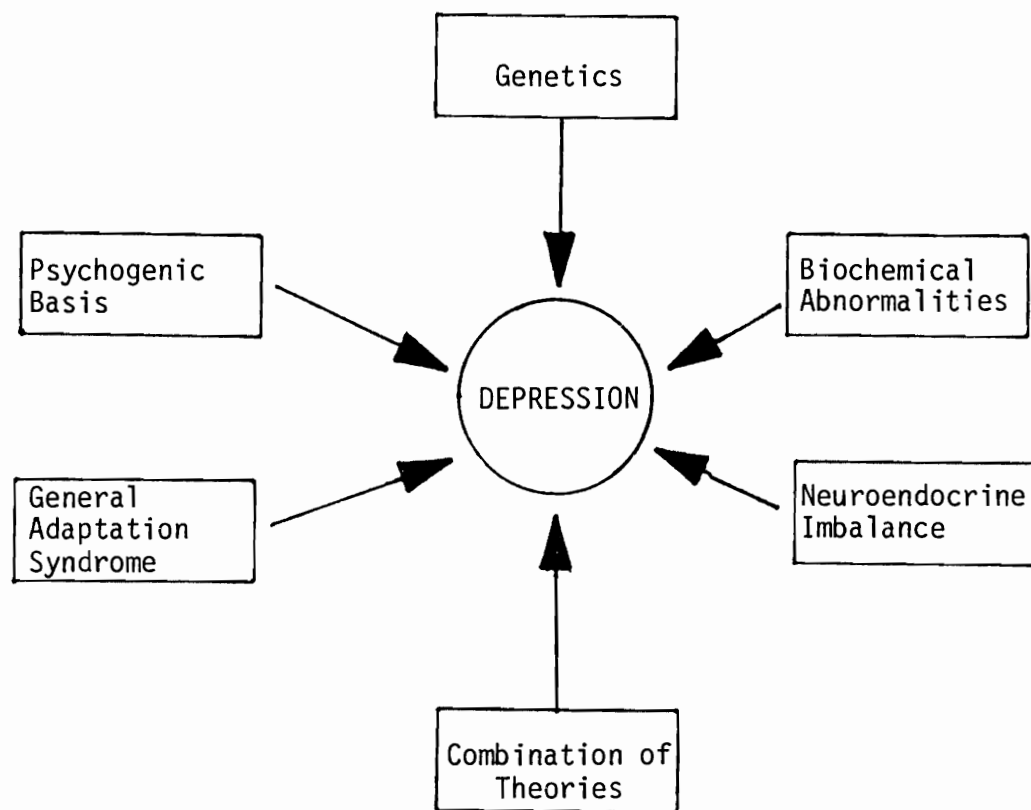 Genetics
Psychogenic
Basis
Biochemical
Abnormalities
DEPRESSION
General
Adaptation
Syndrome
Neuroendocrine
Imbalance
Combination of
Theories